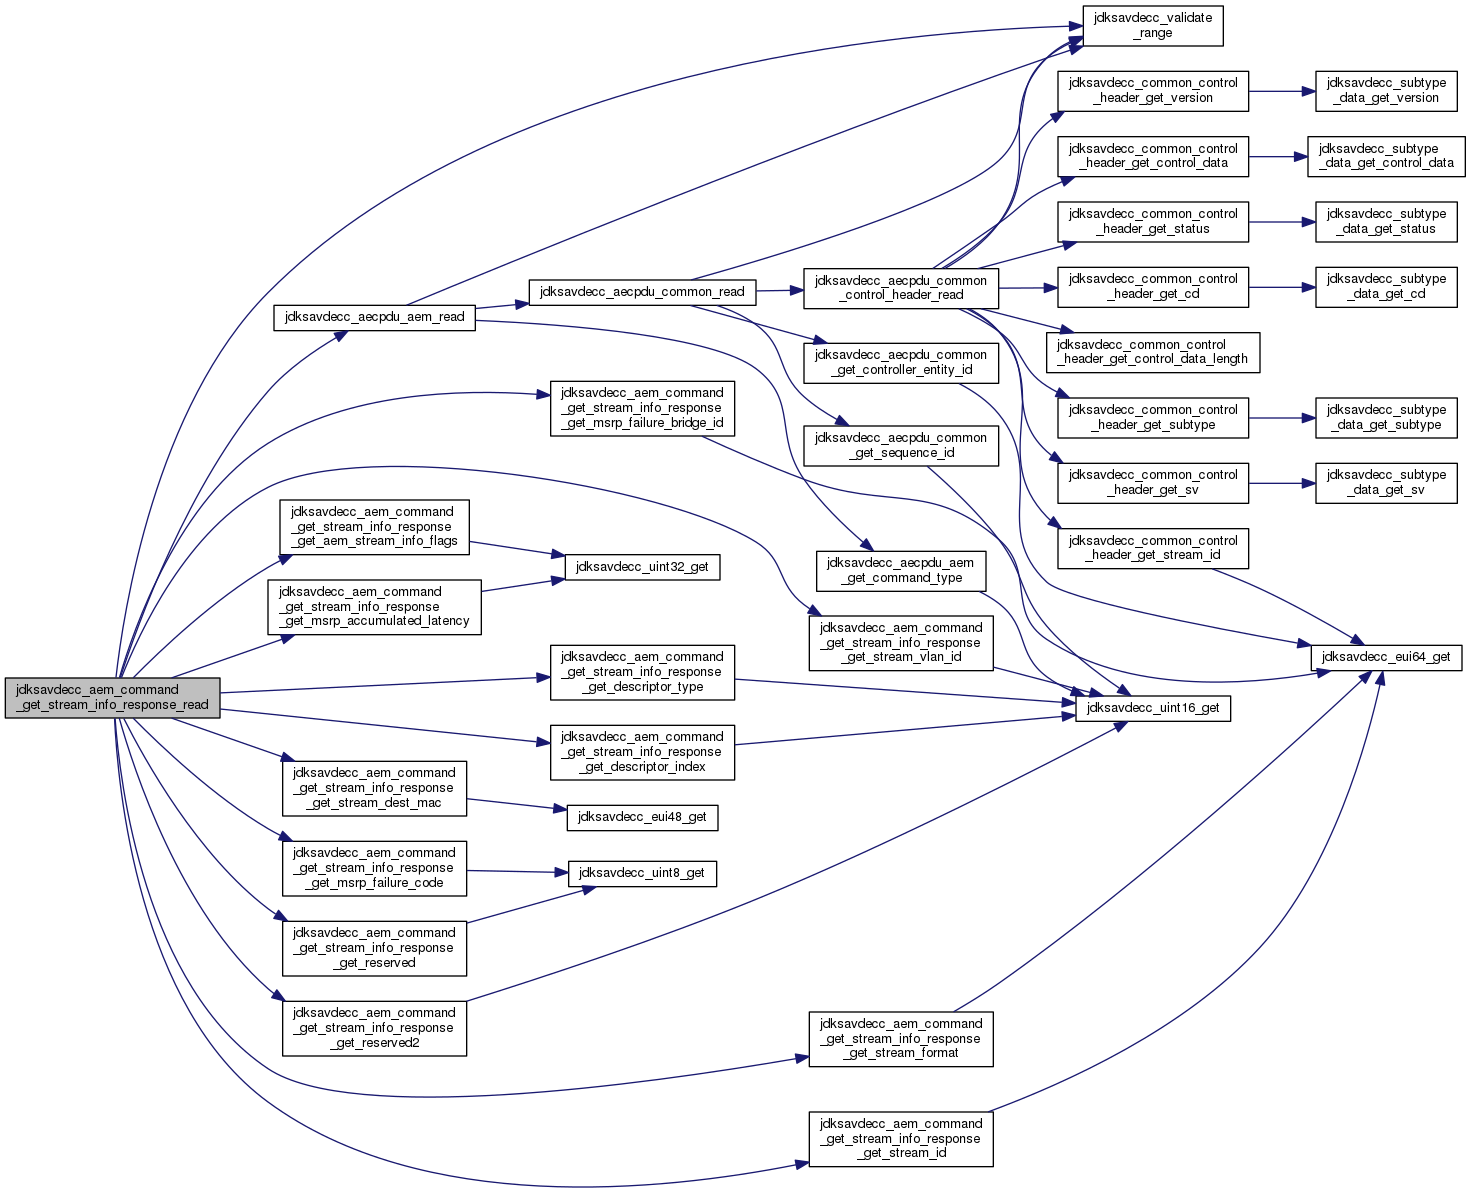 jdksavdecc_validate
_range
jdksavdecc_common_control
_header_get_version
jdksavdecc_subtype
_data_get_version
jdksavdecc_common_control
_header_get_control_data
jdksavdecc_subtype
_data_get_control_data
jdksavdecc_common_control
_header_get_status
jdksavdecc_subtype
_data_get_status
jdksavdecc_aecpdu_common_read
jdksavdecc_aecpdu_common
_control_header_read
jdksavdecc_common_control
_header_get_cd
jdksavdecc_subtype
_data_get_cd
jdksavdecc_aecpdu_aem_read
jdksavdecc_common_control
_header_get_control_data_length
jdksavdecc_aecpdu_common
_get_controller_entity_id
jdksavdecc_aem_command
_get_stream_info_response
_get_msrp_failure_bridge_id
jdksavdecc_common_control
_header_get_subtype
jdksavdecc_subtype
_data_get_subtype
jdksavdecc_aecpdu_common
_get_sequence_id
jdksavdecc_common_control
_header_get_sv
jdksavdecc_subtype
_data_get_sv
jdksavdecc_aem_command
_get_stream_info_response
_get_aem_stream_info_flags
jdksavdecc_common_control
_header_get_stream_id
jdksavdecc_uint32_get
jdksavdecc_aecpdu_aem
_get_command_type
jdksavdecc_aem_command
_get_stream_info_response
_get_msrp_accumulated_latency
jdksavdecc_aem_command
_get_stream_info_response
_get_stream_vlan_id
jdksavdecc_eui64_get
jdksavdecc_aem_command
_get_stream_info_response
_get_descriptor_type
jdksavdecc_aem_command
_get_stream_info_response_read
jdksavdecc_uint16_get
jdksavdecc_aem_command
_get_stream_info_response
_get_descriptor_index
jdksavdecc_aem_command
_get_stream_info_response
_get_stream_dest_mac
jdksavdecc_eui48_get
jdksavdecc_aem_command
_get_stream_info_response
_get_msrp_failure_code
jdksavdecc_uint8_get
jdksavdecc_aem_command
_get_stream_info_response
_get_reserved
jdksavdecc_aem_command
_get_stream_info_response
_get_reserved2
jdksavdecc_aem_command
_get_stream_info_response
_get_stream_format
jdksavdecc_aem_command
_get_stream_info_response
_get_stream_id